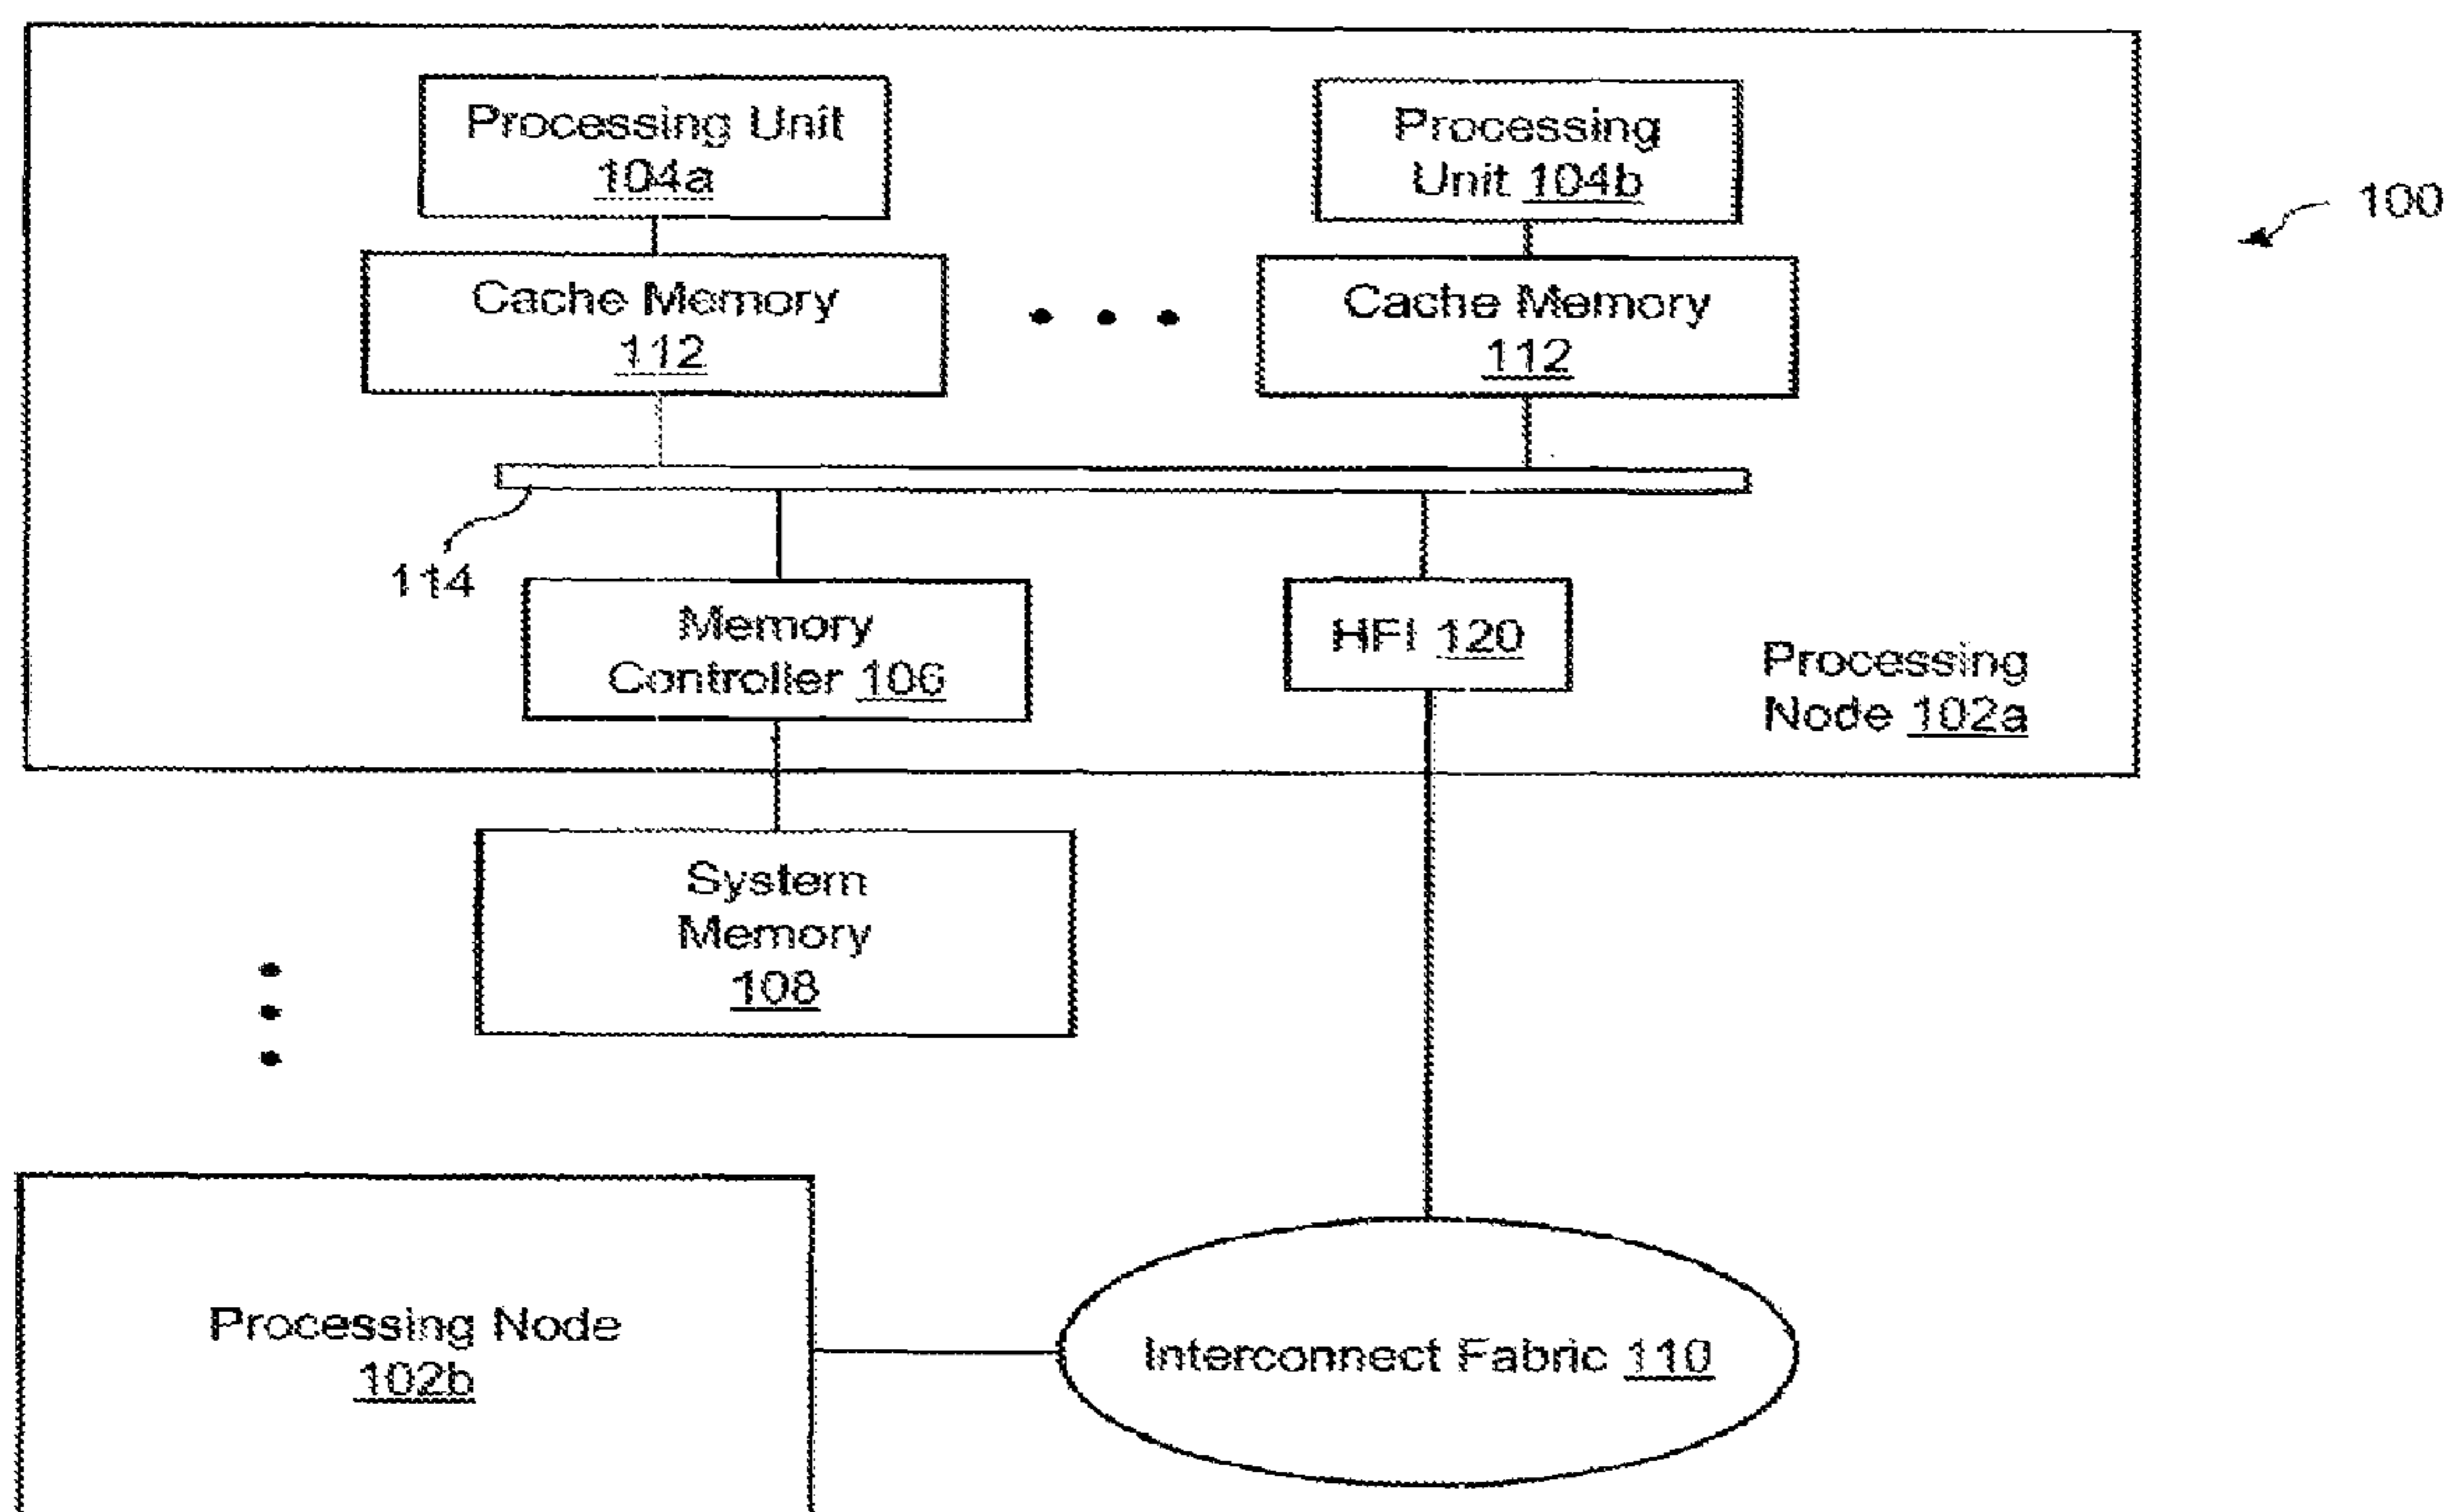 Processing Unit
104a
Processing
Unit 104b
100
Cache Memory
112
Cache Memory
112
114
Memory
Controller 106
HFI 120
Processing
Node 102a
System
Memory
108
Processing Node
102b
Interconnect Fabric 110